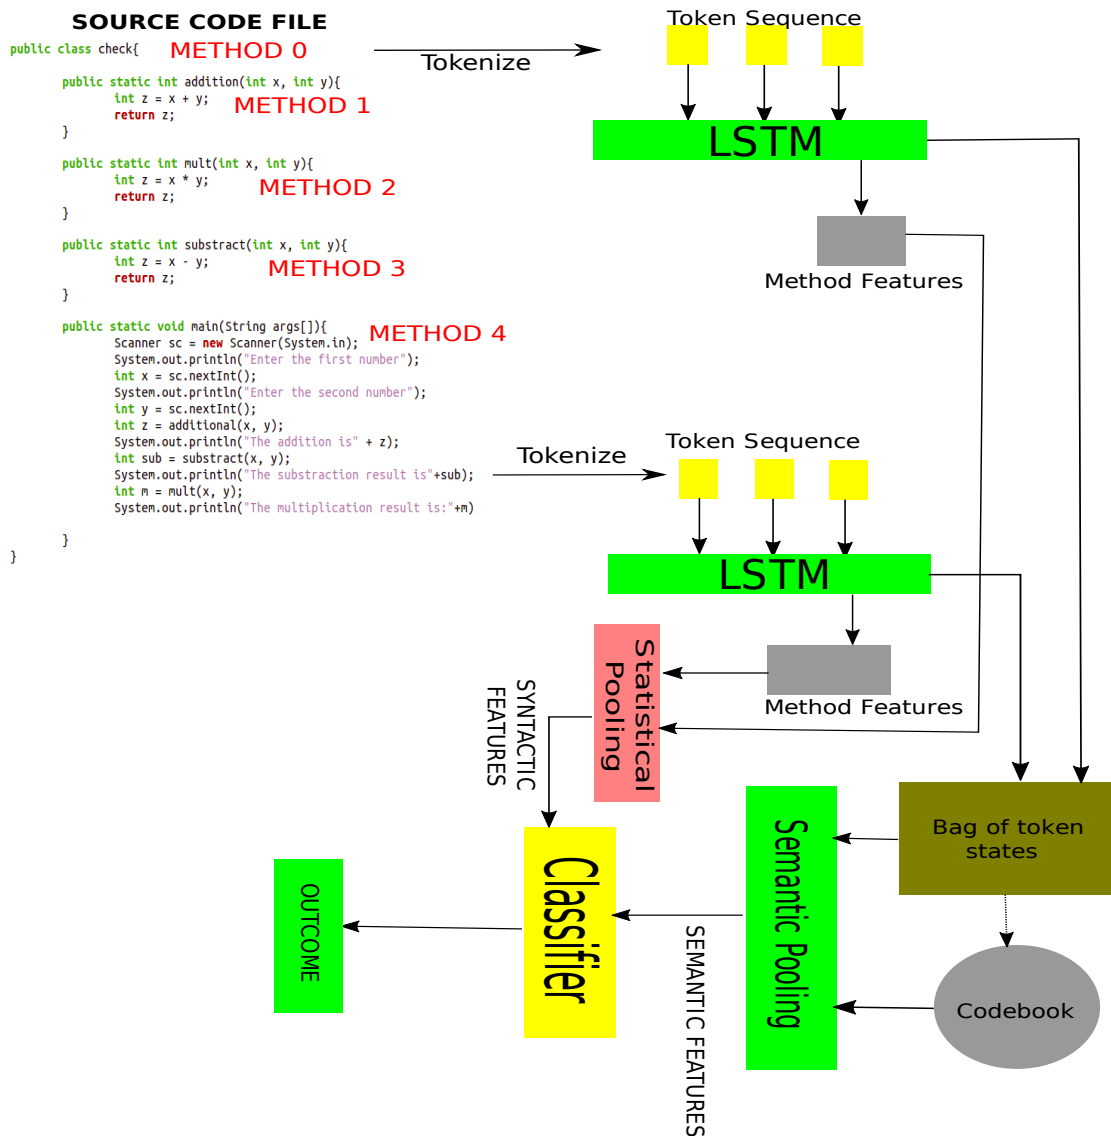 SOURCE CODE FILE
public class check{
METHOD 0
public static int addition(int x, int y){
int z = x + y;
METHOD 1
return z;
}
public static int mult(int x, int y){
int z = x * y;
METHOD 2
return z;
}
public static int substract(int x, int y){
int z = x - y;
METHOD 3
return z;
}
public static void main(String args[]){
METHOD 4
Scanner sc = new Scanner(System.in);
System.out.println("Enter the first number");
int x = sc.nextInt();
System.out.println("Enter the second number");
int y = sc.nextInt();
int z = additional(x, y);
System.out.println("The addition is" + z);
int sub = substract(x, y);
System.out.println("The substraction result is"+sub);
int m = mult(x, y);
System.out.println("The multiplication result is:"+m)
}
}
Tokenize
Token Sequence
LSTM
Method Features
Tokenize
Token Sequence
LSTM
Method Features
Statistical
Pooling
SYNTACTIC
FEATURES
Bag of token
states
Codebook
Semantic Pooling
SEMANTIC FEATURES
Classifier
OUTCOME